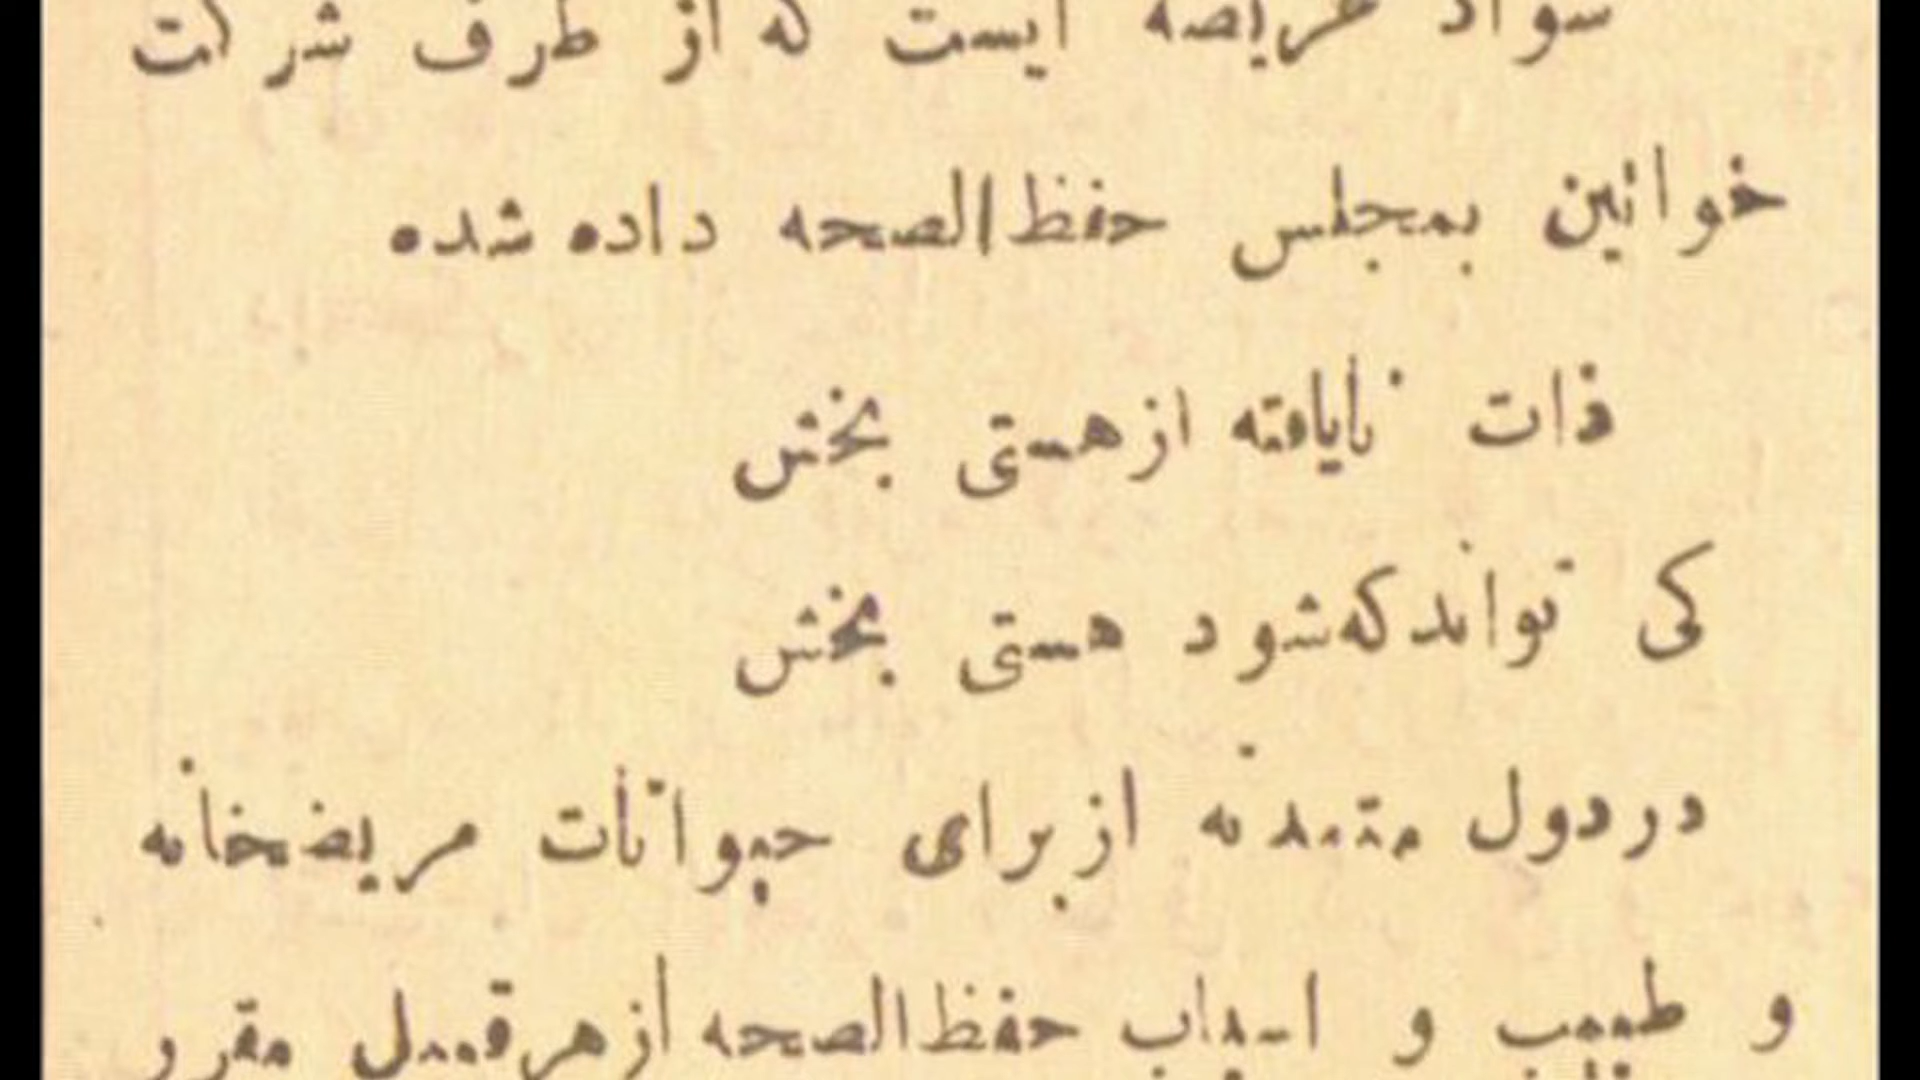 سواد عریضه ایست که از طرف شرکت
خوانین بمجلس حفظ الصحه داده شده
ذات نایافته از هستی بخش
کی تواند که شود هستی بخش
در دول متمدنه از برای حیوانات مریضخانه
و طبیب و اسباب حفظ الصحه از هر قبیل مقرر